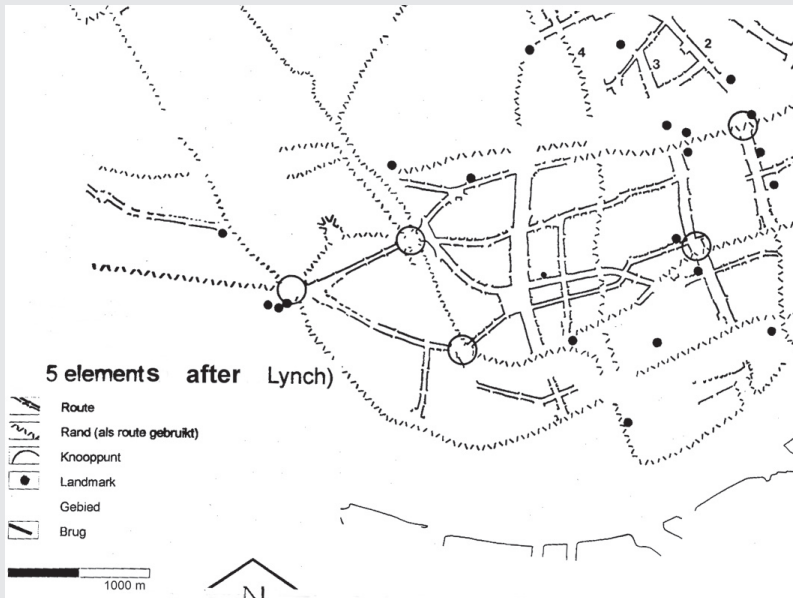 4
3
2
5 elements after Lynch)
Route
Rand (als route gebruikt)
Knooppunt
Landmark
Gebied
Brug
1000 m
N